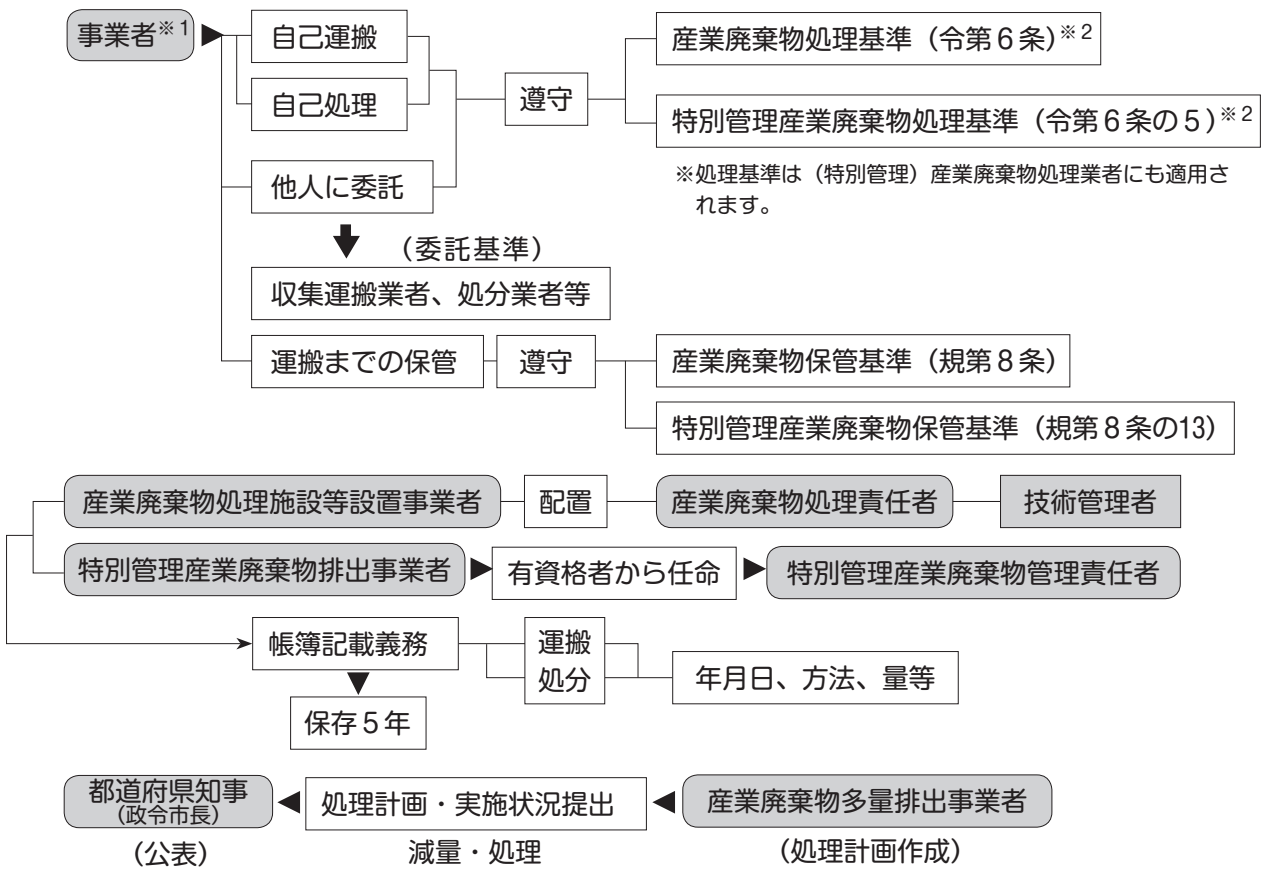 事業者※1
自己運搬
産業廃棄物処理基準（令第6条）※2
自己処理
遵守
特別管理産業廃棄物処理基準（令第6条の5）※2
他人に委託
※処理基準は（特別管理）産業廃棄物処理業者にも適用さ
れます。
（委託基準）
収集運搬業者、処分業者等
運搬までの保管
遵守
産業廃棄物保管基準（規第8条）
特別管理産業廃棄物保管基準（規第8条の13）
産業廃棄物処理施設等設置事業者
配置
産業廃棄物処理責任者
技術管理者
特別管理産業廃棄物排出事業者
有資格者から任命
特別管理産業廃棄物管理責任者
帳簿記載義務
運搬
処分
年月日、方法、量等
保存5年
都道府県知事
（政令市長）
処理計画・実施状況提出
産業廃棄物多量排出事業者
（公表）
減量・処理
（処理計画作成）